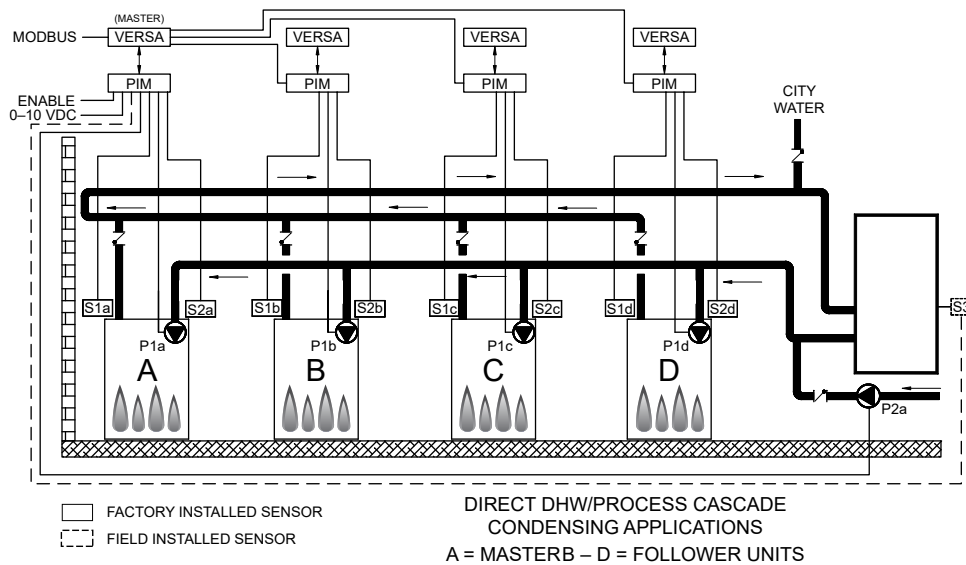 (MASTER)
MODBUS VERSA VERSA VERSA VERSA
PIM PIM PIM PIM
ENABLE
0–10 VDC
CITY
WATER
S1a S2a S1b S2b S1c S2c S1d S2d S3
P1a P1b P1c P1d
A B C D
P2a
FACTORY INSTALLED SENSOR
FIELD INSTALLED SENSOR
DIRECT DHW/PROCESS CASCADE
CONDENSING APPLICATIONS
A = MASTERB – D = FOLLOWER UNITS